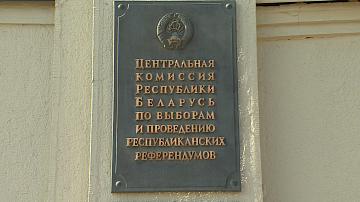 Центральная
комиссия
Республики
Беларусь
по выборам
и проведению
республиканских
референдумов